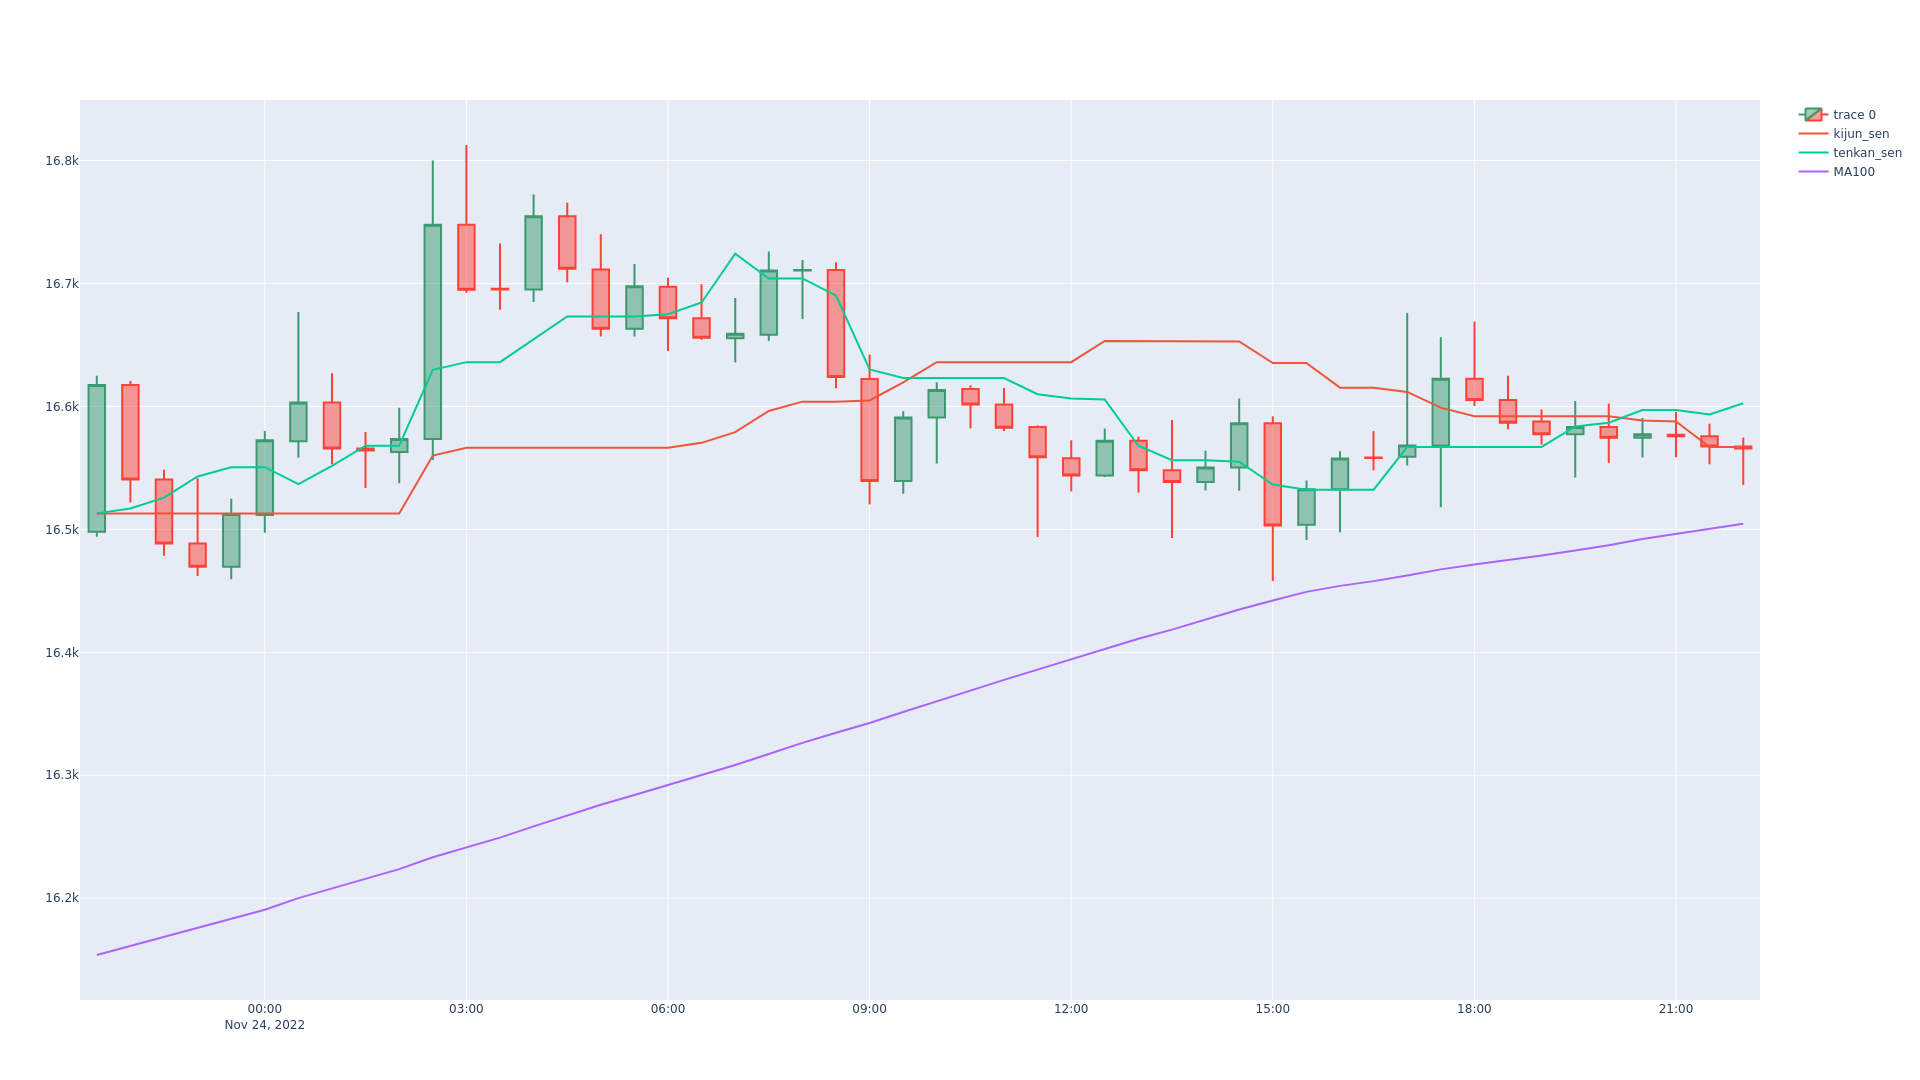 trace 0
kijun_sen
tenkan_sen
MA100
16.8k
16.7k
16.6k
16.5k
16.4k
16.3k
16.2k
00:00
03:00
06:00
09:00
12:00
15:00
18:00
21:00
Nov 24, 2022